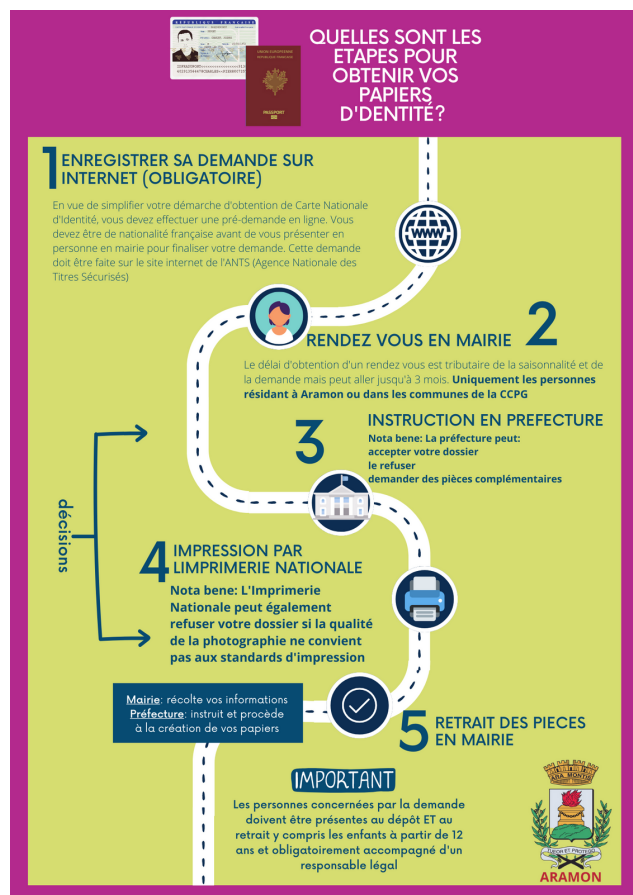 RÉPUBLIQUE FRANÇAISE
UNION EUROPÉENNE
RÉPUBLIQUE FRANÇAISE
PASSEPORT
QUELLES SONT LES
ETAPES POUR
OBTENIR VOS
PAPIERS
D'DENTITÉ?
1 ENREGISTRER SA DEMANDE SUR
INTERNET (OBLIGATOIRE)
En vue de simplifier votre démarche d'obtention de Carte Nationale
d'Identité, vous devez effectuer une pré-demande en ligne. Vous
devez être de nationalité française avant de vous présenter en
personne en mairie pour finaliser votre demande. Cette demande
doit être faite sur le site internet de l'ANTS (Agence Nationale des
Titres Sécurisés)
WWW
RENDEZ VOUS EN MAIRIE 2
Le délai d'obtention d'un rendez vous est tributaire de la saisonnalité et de
la demande mais peut aller jusqu'à 3 mois. Uniquement les personnes
résidant à Aramon ou dans les communes de la CCPG
3 INSTRUCTION EN PREFECTURE
Nota bene: La préfecture peut:
accepter votre dossier
le refuser
demander des pièces complémentaires
décisions
4 IMPRESSION PAR
LIMPRIMERIE NATIONALE
Nota bene: L'Imprimerie
Nationale peut également
refuser votre dossier si la qualité
de la photographie ne convient
pas aux standards d'impression
Mairie: récolte vos informations
Préfecture: instruit et procède
à la création de vos papiers
5 RETRAIT DES PIECES
EN MAIRIE
IMPORTANT
Les personnes concernées par la demande
doivent être présentes au dépôt ET au
retrait y compris les enfants à partir de 12
ans et obligatoirement accompagné d'un
responsable légal
ARA MONTIS
ARAMON